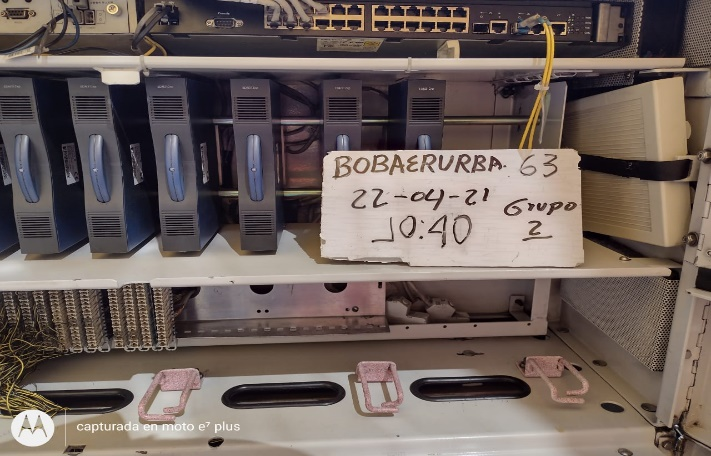 BOBAERURBA. 63
22-04-21
Grupo
2
10:40
capturada en moto e⁷ plus